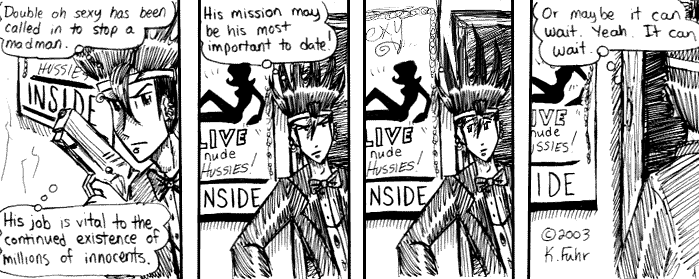 Double oh sexy has been
called in to stop a
madman.
HUSSIES
INSIDE
His job is vital to the
continued existence of
millions of innocents.
His mission may
be his most
important to date!
LIVE
nude
HUSSIES!
INSIDE
exy
LIVE
nude
HUSSIES!
INSIDE
Or maybe it can
wait. Yeah. It can
wait.
IVE
nude
ussies!
IDE
©2003
K.Fuhr